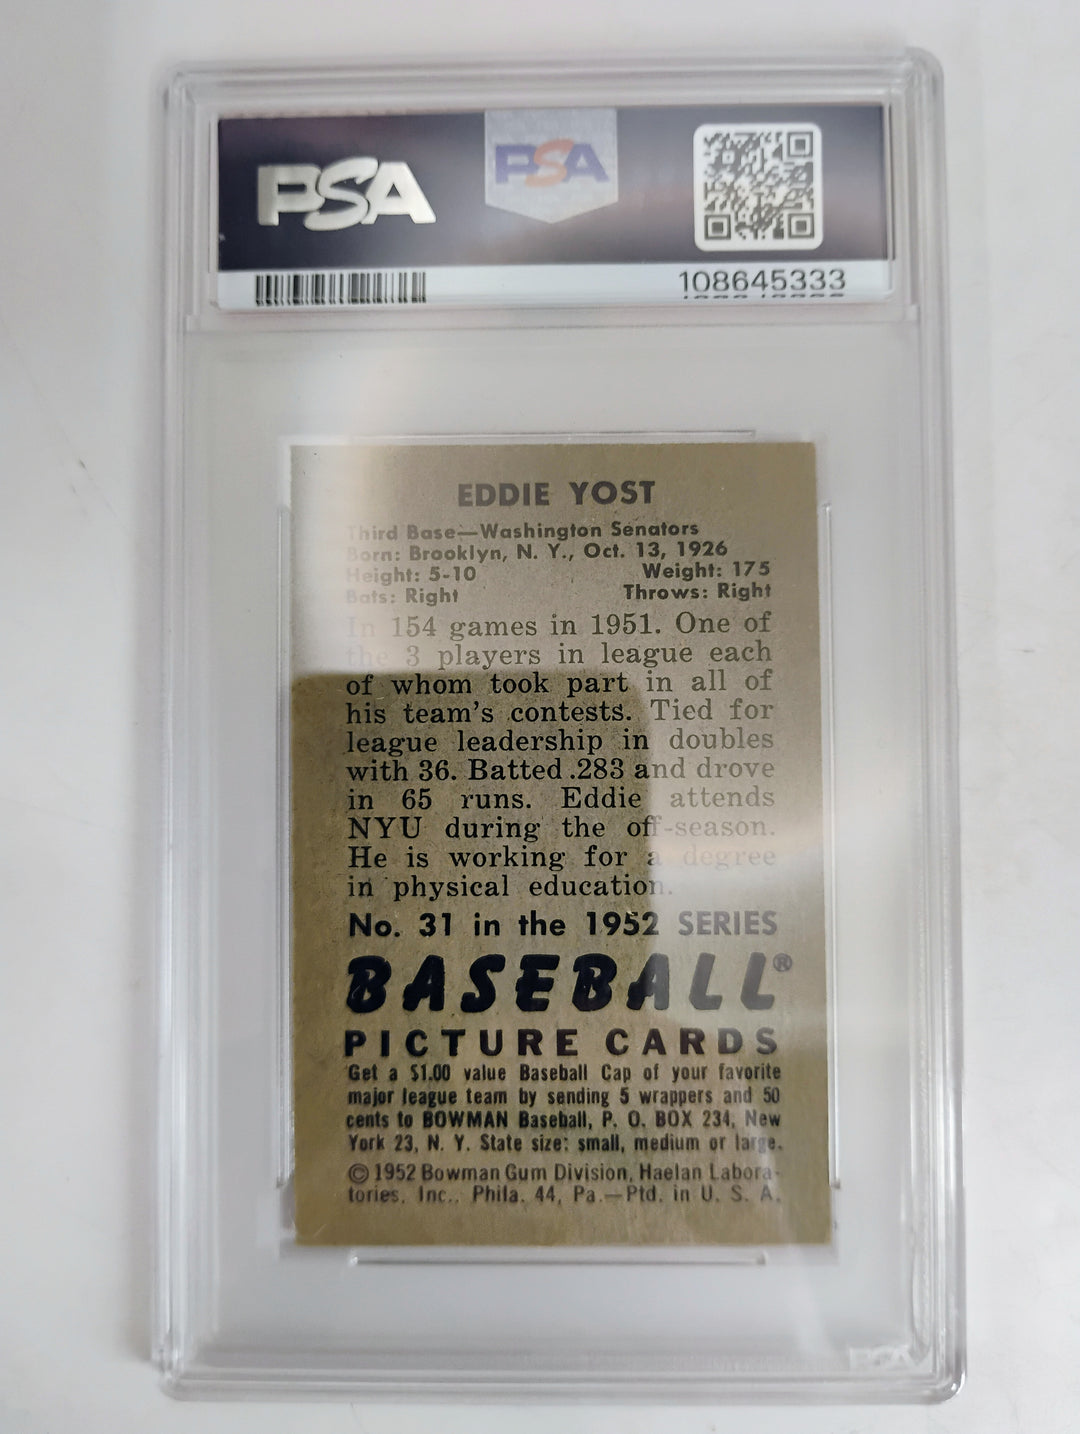 PSA
PSA
108645333
EDDIE YOST
Third Base—Washington Senators
Born: Brooklyn, N. Y., Oct. 13, 1926
Height: 5-10 Weight: 175
Bats: Right Throws: Right
In 154 games in 1951. One of
the 3 players in league each
of whom took part in all of
his team's contests. Tied for
league leadership in doubles
with 36. Batted .283 and drove
in 65 runs. Eddie attends
NYU during the off-season.
He is working for a degree
in physical education.
No. 31 in the 1952 SERIES
BASEBALL®
PICTURE CARDS
Get a $1.00 value Baseball Cap of your favorite
major league team by sending 5 wrappers and 50
cents to BOWMAN Baseball, P. O. BOX 234, New
York 23, N. Y. State size: small, medium or large.
© 1952 Bowman Gum Division, Haelan Labora-
tories, Inc., Phila. 44, Pa.—Ptd. in U. S. A.
PSA